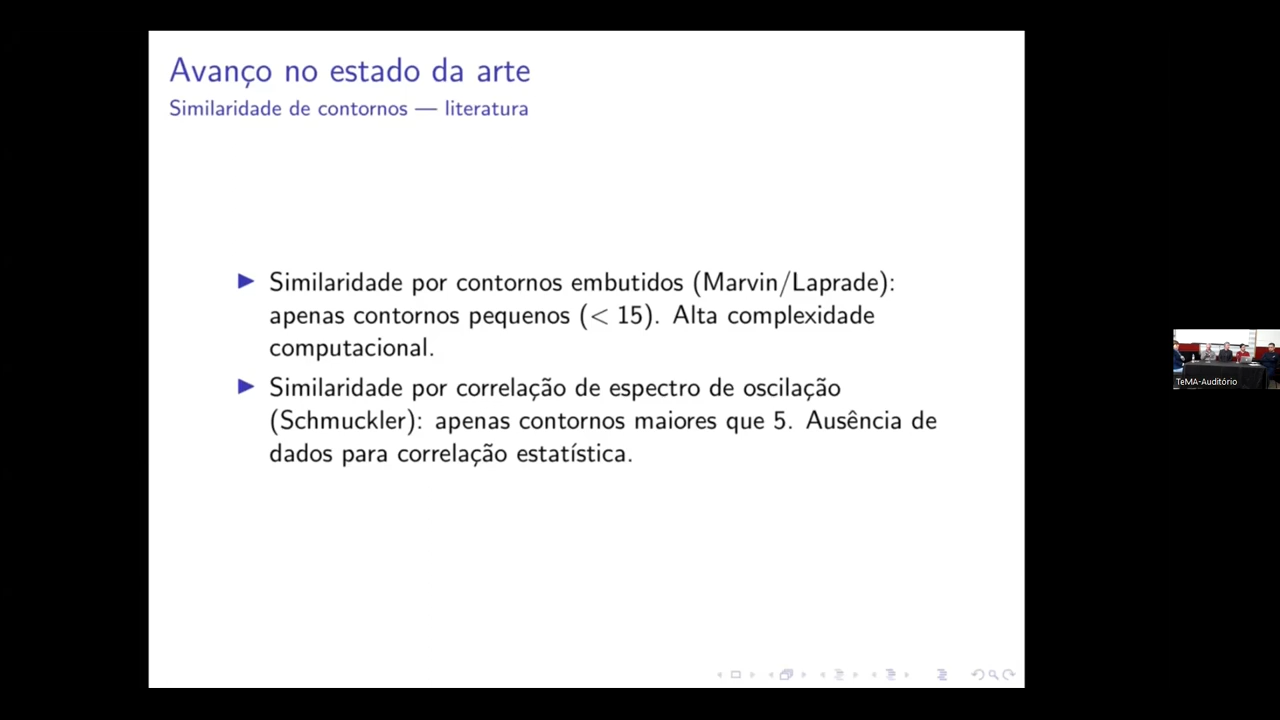 Avanço no estado da arte
Similaridade de contornos — literatura
Similaridade por contornos embutidos (Marvin/Laprade):
apenas contornos pequenos (< 15). Alta complexidade
computacional.
Similaridade por correlação de espectro de oscilação
(Schmuckler): apenas contornos maiores que 5. Ausência de
dados para correlação estatística.
TeMA-Auditório